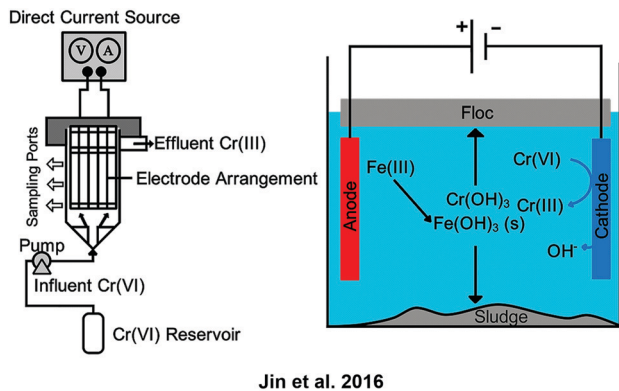 Direct Current Source
V A
Effluent Cr(III)
Sampling Ports
Electrode Arrangement
Pump
Influent Cr(VI)
Cr(VI) Reservoir
+ −
Floc
Fe(III)
Cr(VI)
Cr(OH)₃
Cr(III)
Fe(OH)₃ (s)
Anode
Cathode
OH⁻
Sludge
Jin et al. 2016